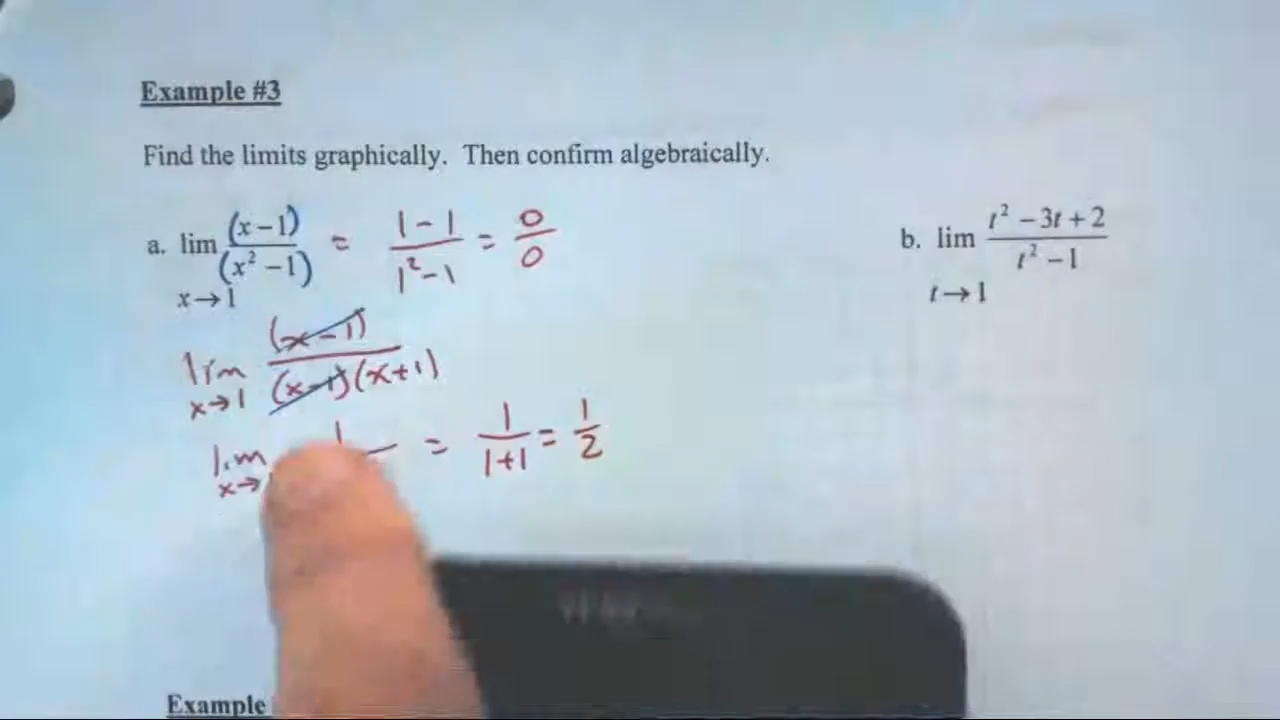 Example #3
Find the limits graphically. Then confirm algebraically.
a. lim (x-1)/(x²-1) = 1-1/1²-1 = 0/0
x→1
b. lim t²-3t+2/t²-1
t→1
lim (x-1)/(x-1)(x+1)
x→1
lim 1 = 1/1+1 = 1/2
x→
Example